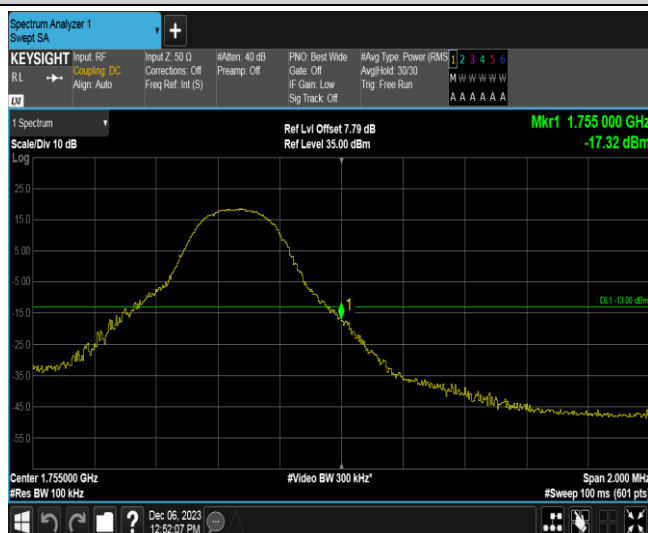 Spectrum Analyzer 1
Swept SA
+
KEYSIGHT
RL
LXI
Input: RF
Coupling: DC
Align: Auto
Input Z: 50 Ω
Corrections: Off
Freq Ref: Int (S)
#Atten: 40 dB
Preamp: Off
PNO: Best Wide
Gate: Off
IF Gain: Low
Sig Track: Off
#Avg Type: Power (RMS
Avg|Hold: 30/30
Trig: Free Run
1 2 3 4 5 6
M W W W W W
A A A A A A
1 Spectrum
Scale/Div 10 dB
Ref Lvl Offset 7.79 dB
Ref Level 35.00 dBm
Mkr1 1.755 000 GHz
-17.32 dBm
Log
25.0
15.0
5.00
-5.00
DL1 -13.00 dBm
1
-15.0
-25.0
-35.0
-45.0
-55.0
Center 1.755000 GHz
#Res BW 100 kHz
#Video BW 300 kHz*
Span 2.000 MHz
#Sweep 100 ms (601 pts)
?
Dec 06, 2023
12:52:07 PM